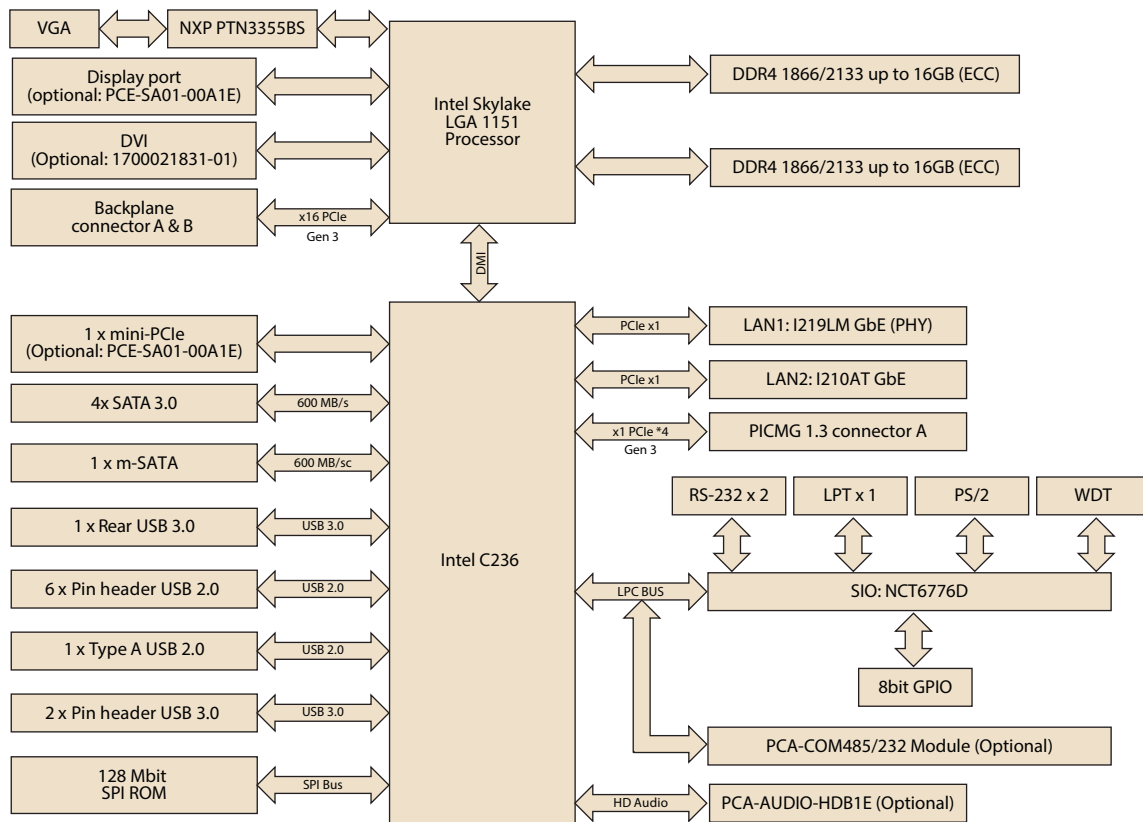 VGA
NXP PTN3355BS
Display port
(optional: PCE-SA01-00A1E)
DVI
(Optional: 1700021831-01)
Backplane
connector A & B
x16 PCIe
Gen 3
Intel Skylake
LGA 1151
Processor
DDR4 1866/2133 up to 16GB (ECC)
DDR4 1866/2133 up to 16GB (ECC)
DMI
1 x mini-PCIe
(Optional: PCE-SA01-00A1E)
4x SATA 3.0
600 MB/s
1 x m-SATA
600 MB/sc
1 x Rear USB 3.0
USB 3.0
6 x Pin header USB 2.0
USB 2.0
1 x Type A USB 2.0
USB 2.0
2 x Pin header USB 3.0
USB 3.0
128 Mbit
SPI ROM
SPI Bus
Intel C236
PCIe x1
LAN1: I219LM GbE (PHY)
PCIe x1
LAN2: I210AT GbE
x1 PCIe *4
Gen 3
PICMG 1.3 connector A
RS-232 x 2
LPT x 1
PS/2
WDT
LPC BUS
SIO: NCT6776D
8bit GPIO
PCA-COM485/232 Module (Optional)
HD Audio
PCA-AUDIO-HDB1E (Optional)